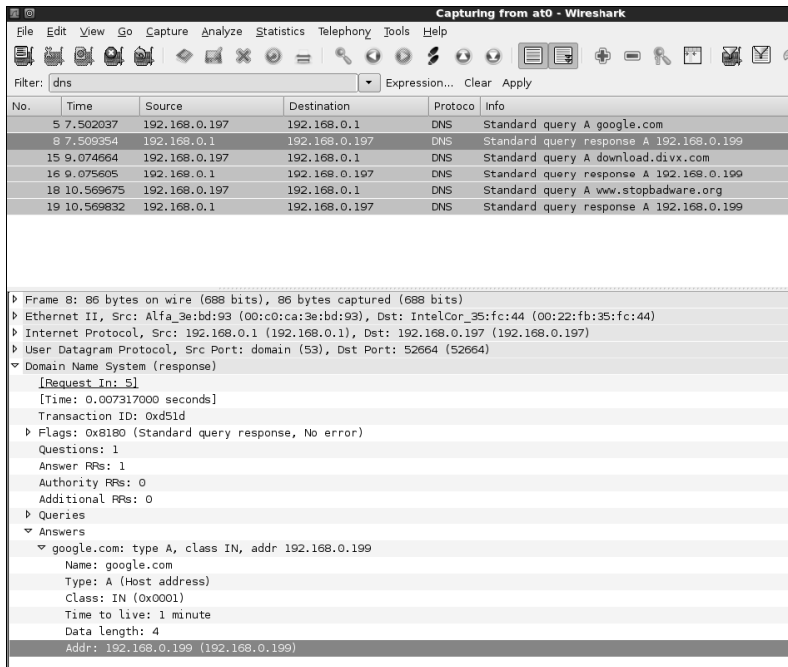 Capturing from at0 - Wireshark
File Edit View Go Capture Analyze Statistics Telephony Tools Help
Filter: dns Expression... Clear Apply
No. Time Source Destination Protoco Info
5 7.502037 192.168.0.197 192.168.0.1 DNS Standard query A google.com
8 7.509354 192.168.0.1 192.168.0.197 DNS Standard query response A 192.168.0.199
15 9.074664 192.168.0.197 192.168.0.1 DNS Standard query A download.divx.com
16 9.075605 192.168.0.1 192.168.0.197 DNS Standard query response A 192.168.0.199
18 10.569675 192.168.0.197 192.168.0.1 DNS Standard query A www.stopbadware.org
19 10.569832 192.168.0.1 192.168.0.197 DNS Standard query response A 192.168.0.199
Frame 8: 86 bytes on wire (688 bits), 86 bytes captured (688 bits)
Ethernet II, Src: Alfa_3e:bd:93 (00:c0:ca:3e:bd:93), Dst: IntelCor_35:fc:44 (00:22:fb:35:fc:44)
Internet Protocol, Src: 192.168.0.1 (192.168.0.1), Dst: 192.168.0.197 (192.168.0.197)
User Datagram Protocol, Src Port: domain (53), Dst Port: 52664 (52664)
Domain Name System (response)
[Request In: 5]
[Time: 0.007317000 seconds]
Transaction ID: 0xd51d
Flags: 0x8180 (Standard query response, No error)
Questions: 1
Answer RRs: 1
Authority RRs: 0
Additional RRs: 0
Queries
Answers
google.com: type A, class IN, addr 192.168.0.199
Name: google.com
Type: A (Host address)
Class: IN (0x0001)
Time to live: 1 minute
Data length: 4
Addr: 192.168.0.199 (192.168.0.199)